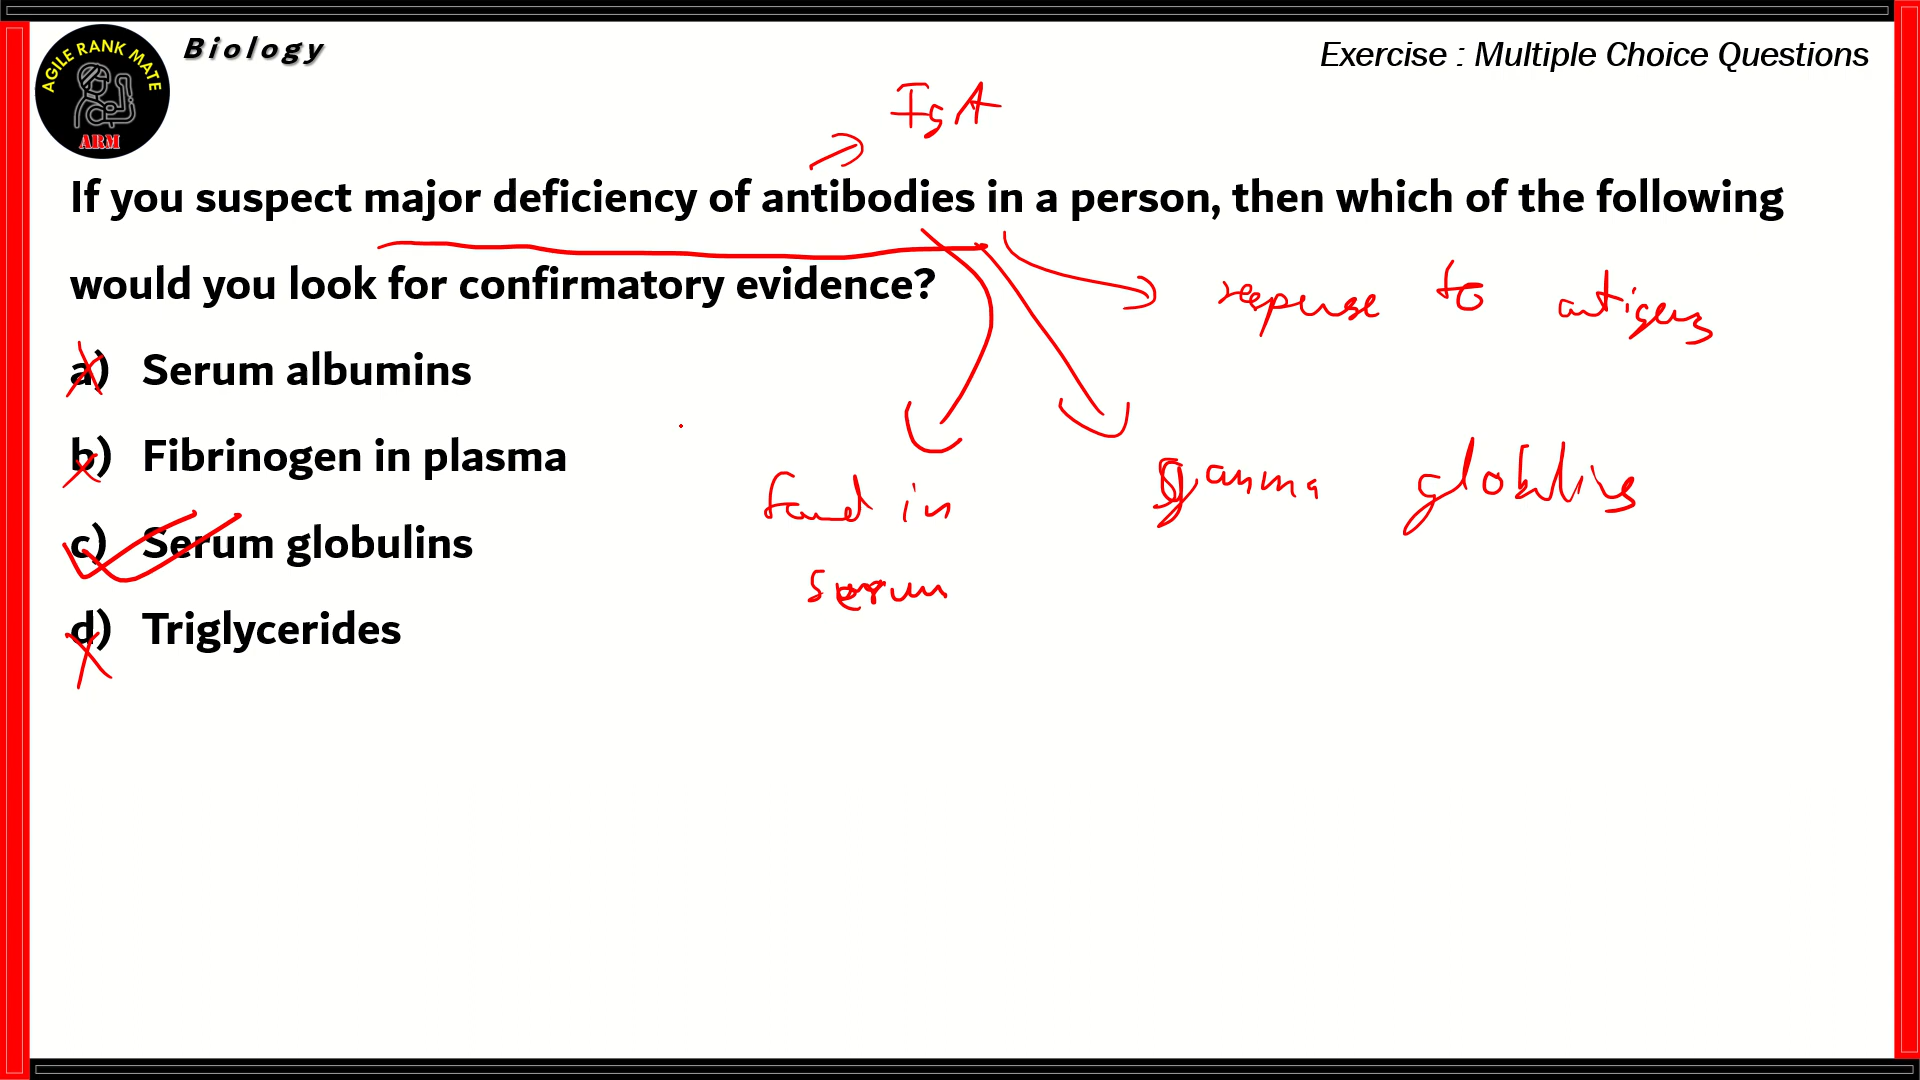 AGILE RANK MATE
ARM
Biology
Exercise : Multiple Choice Questions
IgA
If you suspect major deficiency of antibodies in a person, then which of the following
would you look for confirmatory evidence?
response to antigens
a) Serum albumins
b) Fibrinogen in plasma
found in
gamma globulins
c) Serum globulins
serum
d) Triglycerides